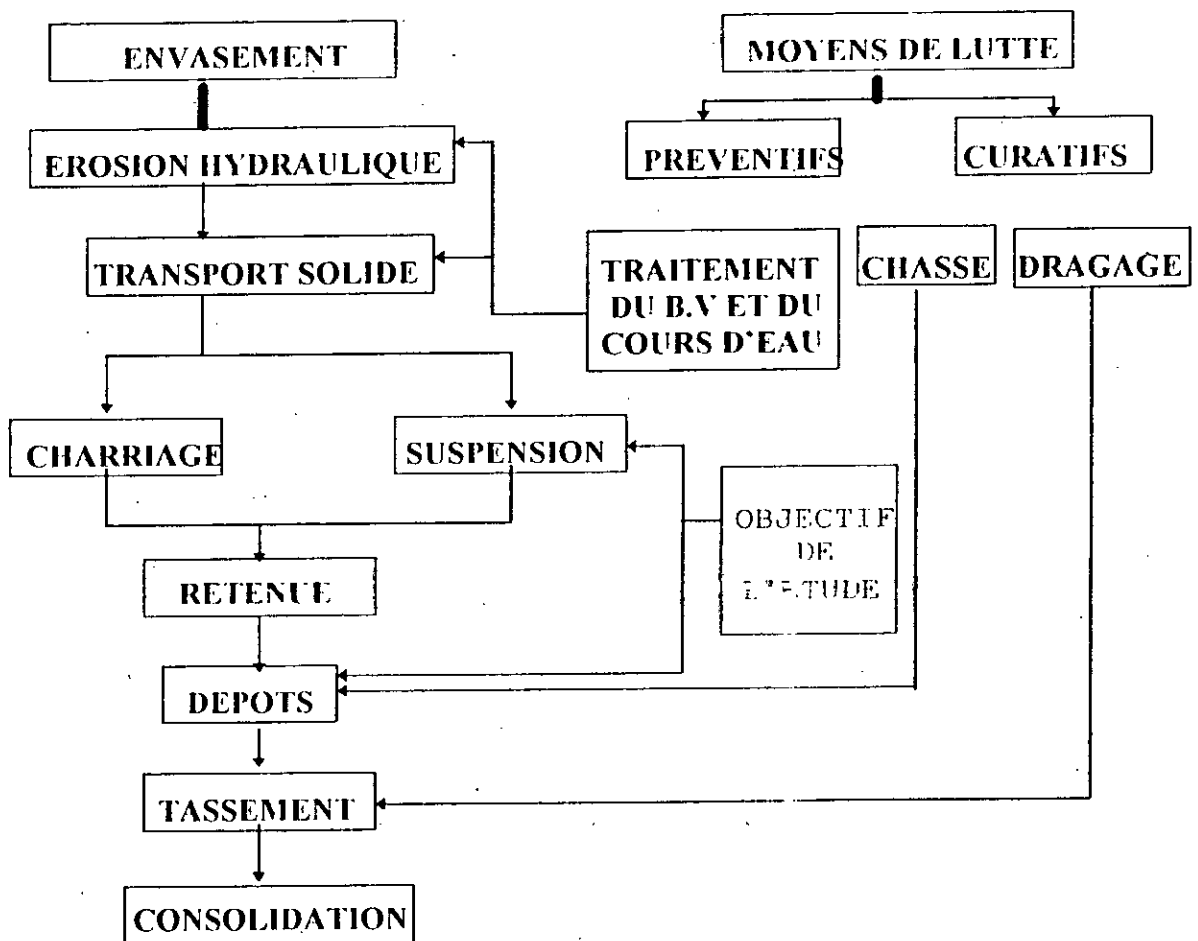 ENVASEMENT
MOYENS DE LUTTE
EROSION HYDRAULIQUE
PREVENTIFS
CURATIFS
TRANSPORT SOLIDE
TRAITEMENT
DU B.V ET DU
COURS D'EAU
CHASSE
DRAGAGE
CHARRIAGE
SUSPENSION
OBJECTIF
DE
RETENUE
DEPOTS
TASSEMENT
CONSOLIDATION